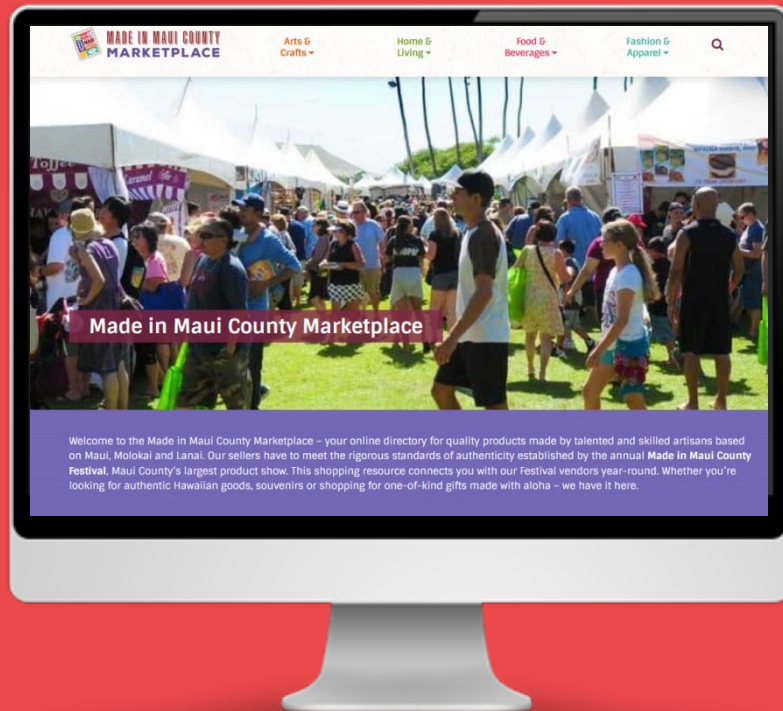 MADE IN MAUI COUNTY
MARKETPLACE
Arts &
Crafts
Home &
Living
Food &
Beverages
Fashion &
Apparel
Toffee
Caramel
Made in Maui County Marketplace
Welcome to the Made in Maui County Marketplace – your online directory for quality products made by talented and skilled artisans based
on Maui, Molokai and Lanai. Our sellers have to meet the rigorous standards of authenticity established by the annual Made in Maui County
Festival, Maui County's largest product show. This shopping resource connects you with our Festival vendors year-round. Whether you're
looking for authentic Hawaiian goods, souvenirs or shopping for one-of-kind gifts made with aloha – we have it here.